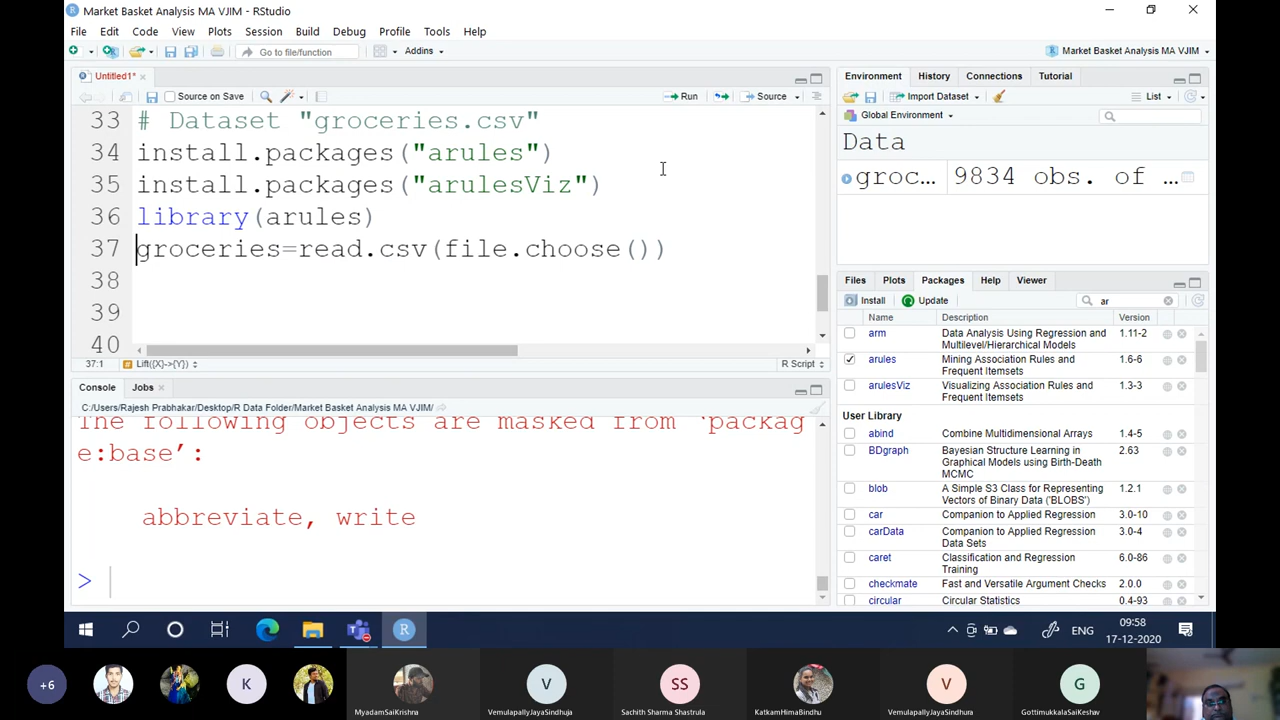 Market Basket Analysis MA VJIM - RStudio
File Edit Code View Plots Session Build Debug Profile Tools Help
Go to file/function
Addins
Market Basket Analysis MA VJIM
Untitled1*
Source on Save
Run
Source
33 # Dataset "groceries.csv"
34 install.packages("arules")
35 install.packages("arulesViz")
36 library(arules)
37 groceries=read.csv(file.choose())
38
39
40
37:1 Lift({X}->{Y}) R Script
Console Jobs
C:/Users/Rajesh Prabhakar/Desktop/R Data Folder/Market Basket Analysis MA VJIM/
The following objects are masked from ‘packag
e:base’:
abbreviate, write
>
Environment History Connections Tutorial
Import Dataset List
Global Environment
Data
groc... 9834 obs. of ...
Files Plots Packages Help Viewer
Install Update ar
Name Description Version
arm Data Analysis Using Regression and Multilevel/Hierarchical Models 1.11-2
arules Mining Association Rules and Frequent Itemsets 1.6-6
arulesViz Visualizing Association Rules and Frequent Itemsets 1.3-3
User Library
abind Combine Multidimensional Arrays 1.4-5
BDgraph Bayesian Structure Learning in Graphical Models using Birth-Death MCMC 2.63
blob A Simple S3 Class for Representing Vectors of Binary Data ('BLOBS') 1.2.1
car Companion to Applied Regression 3.0-10
carData Companion to Applied Regression Data Sets 3.0-4
caret Classification and Regression Training 6.0-86
checkmate Fast and Versatile Argument Checks 2.0.0
circular Circular Statistics 0.4-93
ENG
09:58
17-12-2020
+6
K
V
SS
V
G
MyadamSaiKrishna
VemulapallyJayaSindhuja
Sachith Sharma Shastrula
KatkamHimaBindhu
VemulapallyJayaSindhura
GottimukkalaSaiKeshav